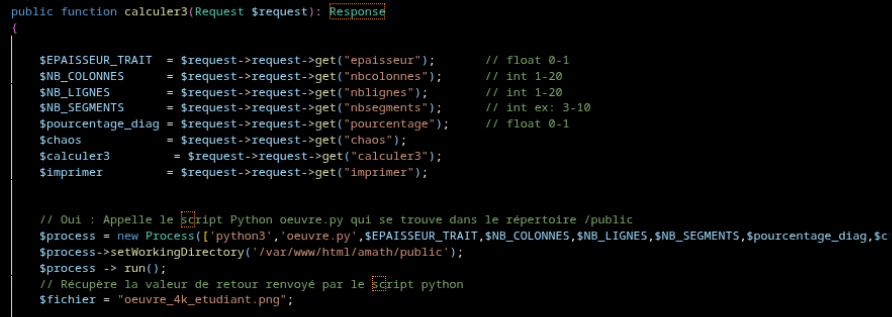 public function calculer3(Request $request): Response
{
$EPAISSEUR_TRAIT = $request->request->get("epaisseur"); // float 0-1
$NB_COLONNES = $request->request->get("nbcolonnes"); // int 1-20
$NB_LIGNES = $request->request->get("nblignes"); // int 1-20
$NB_SEGMENTS = $request->request->get("nbsegments"); // int ex: 3-10
$pourcentage_diag = $request->request->get("pourcentage"); // float 0-1
$chaos = $request->request->get("chaos");
$calculer3 = $request->request->get("calculer3");
$imprimer = $request->request->get("imprimer");
// Oui : Appelle le script Python oeuvre.py qui se trouve dans le répertoire /public
$process = new Process(['python3','oeuvre.py',$EPAISSEUR_TRAIT,$NB_COLONNES,$NB_LIGNES,$NB_SEGMENTS,$pourcentage_diag,$c
$process->setWorkingDirectory('/var/www/html/amath/public');
$process -> run();
// Récupère la valeur de retour renvoyé par le script python
$fichier = "oeuvre_4k_etudiant.png";